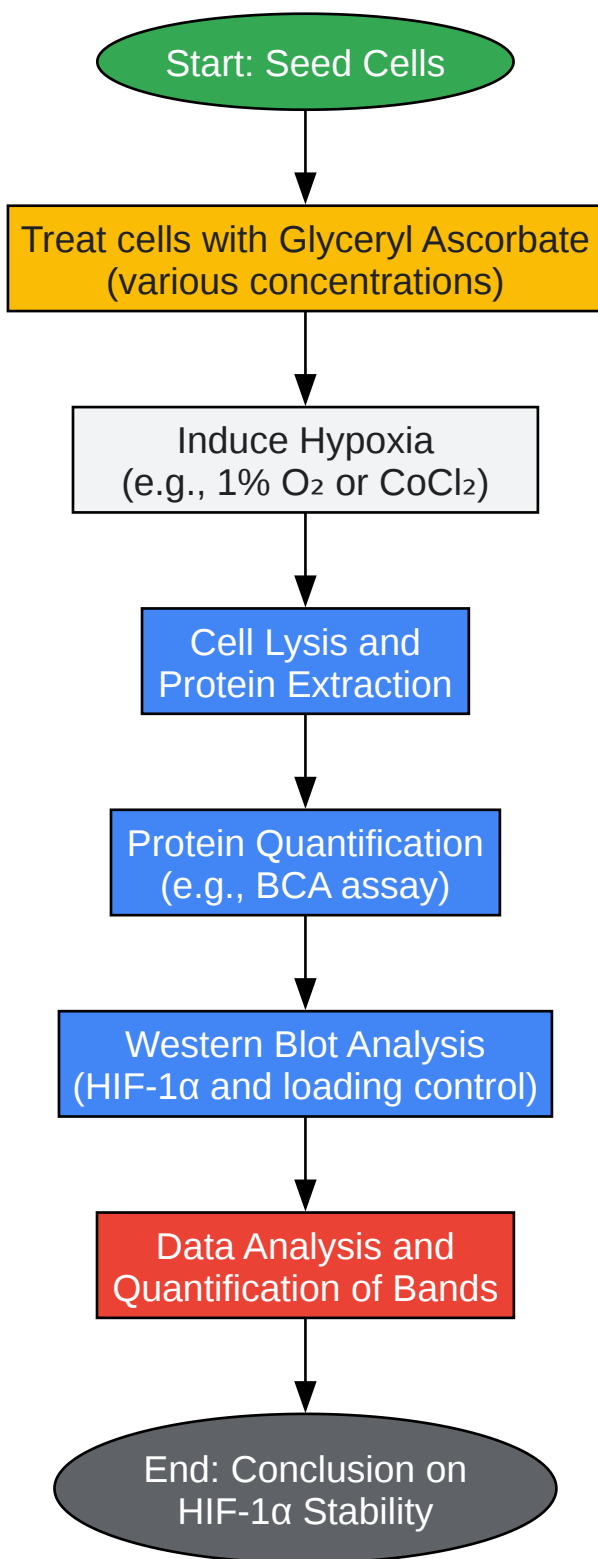 Start: Seed Cells
Treat cells with Glyceryl Ascorbate
(various concentrations)
Induce Hypoxia
(e.g., 1% O₂ or CoCl₂)
Cell Lysis and
Protein Extraction
Protein Quantification
(e.g., BCA assay)
Western Blot Analysis
(HIF-1α and loading control)
Data Analysis and
Quantification of Bands
End: Conclusion on
HIF-1α Stability